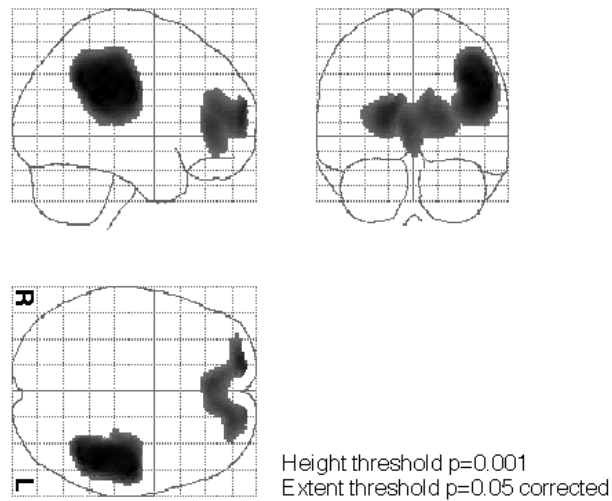 R
L
Height threshold p=0.001
Extent threshold p=0.05 corrected